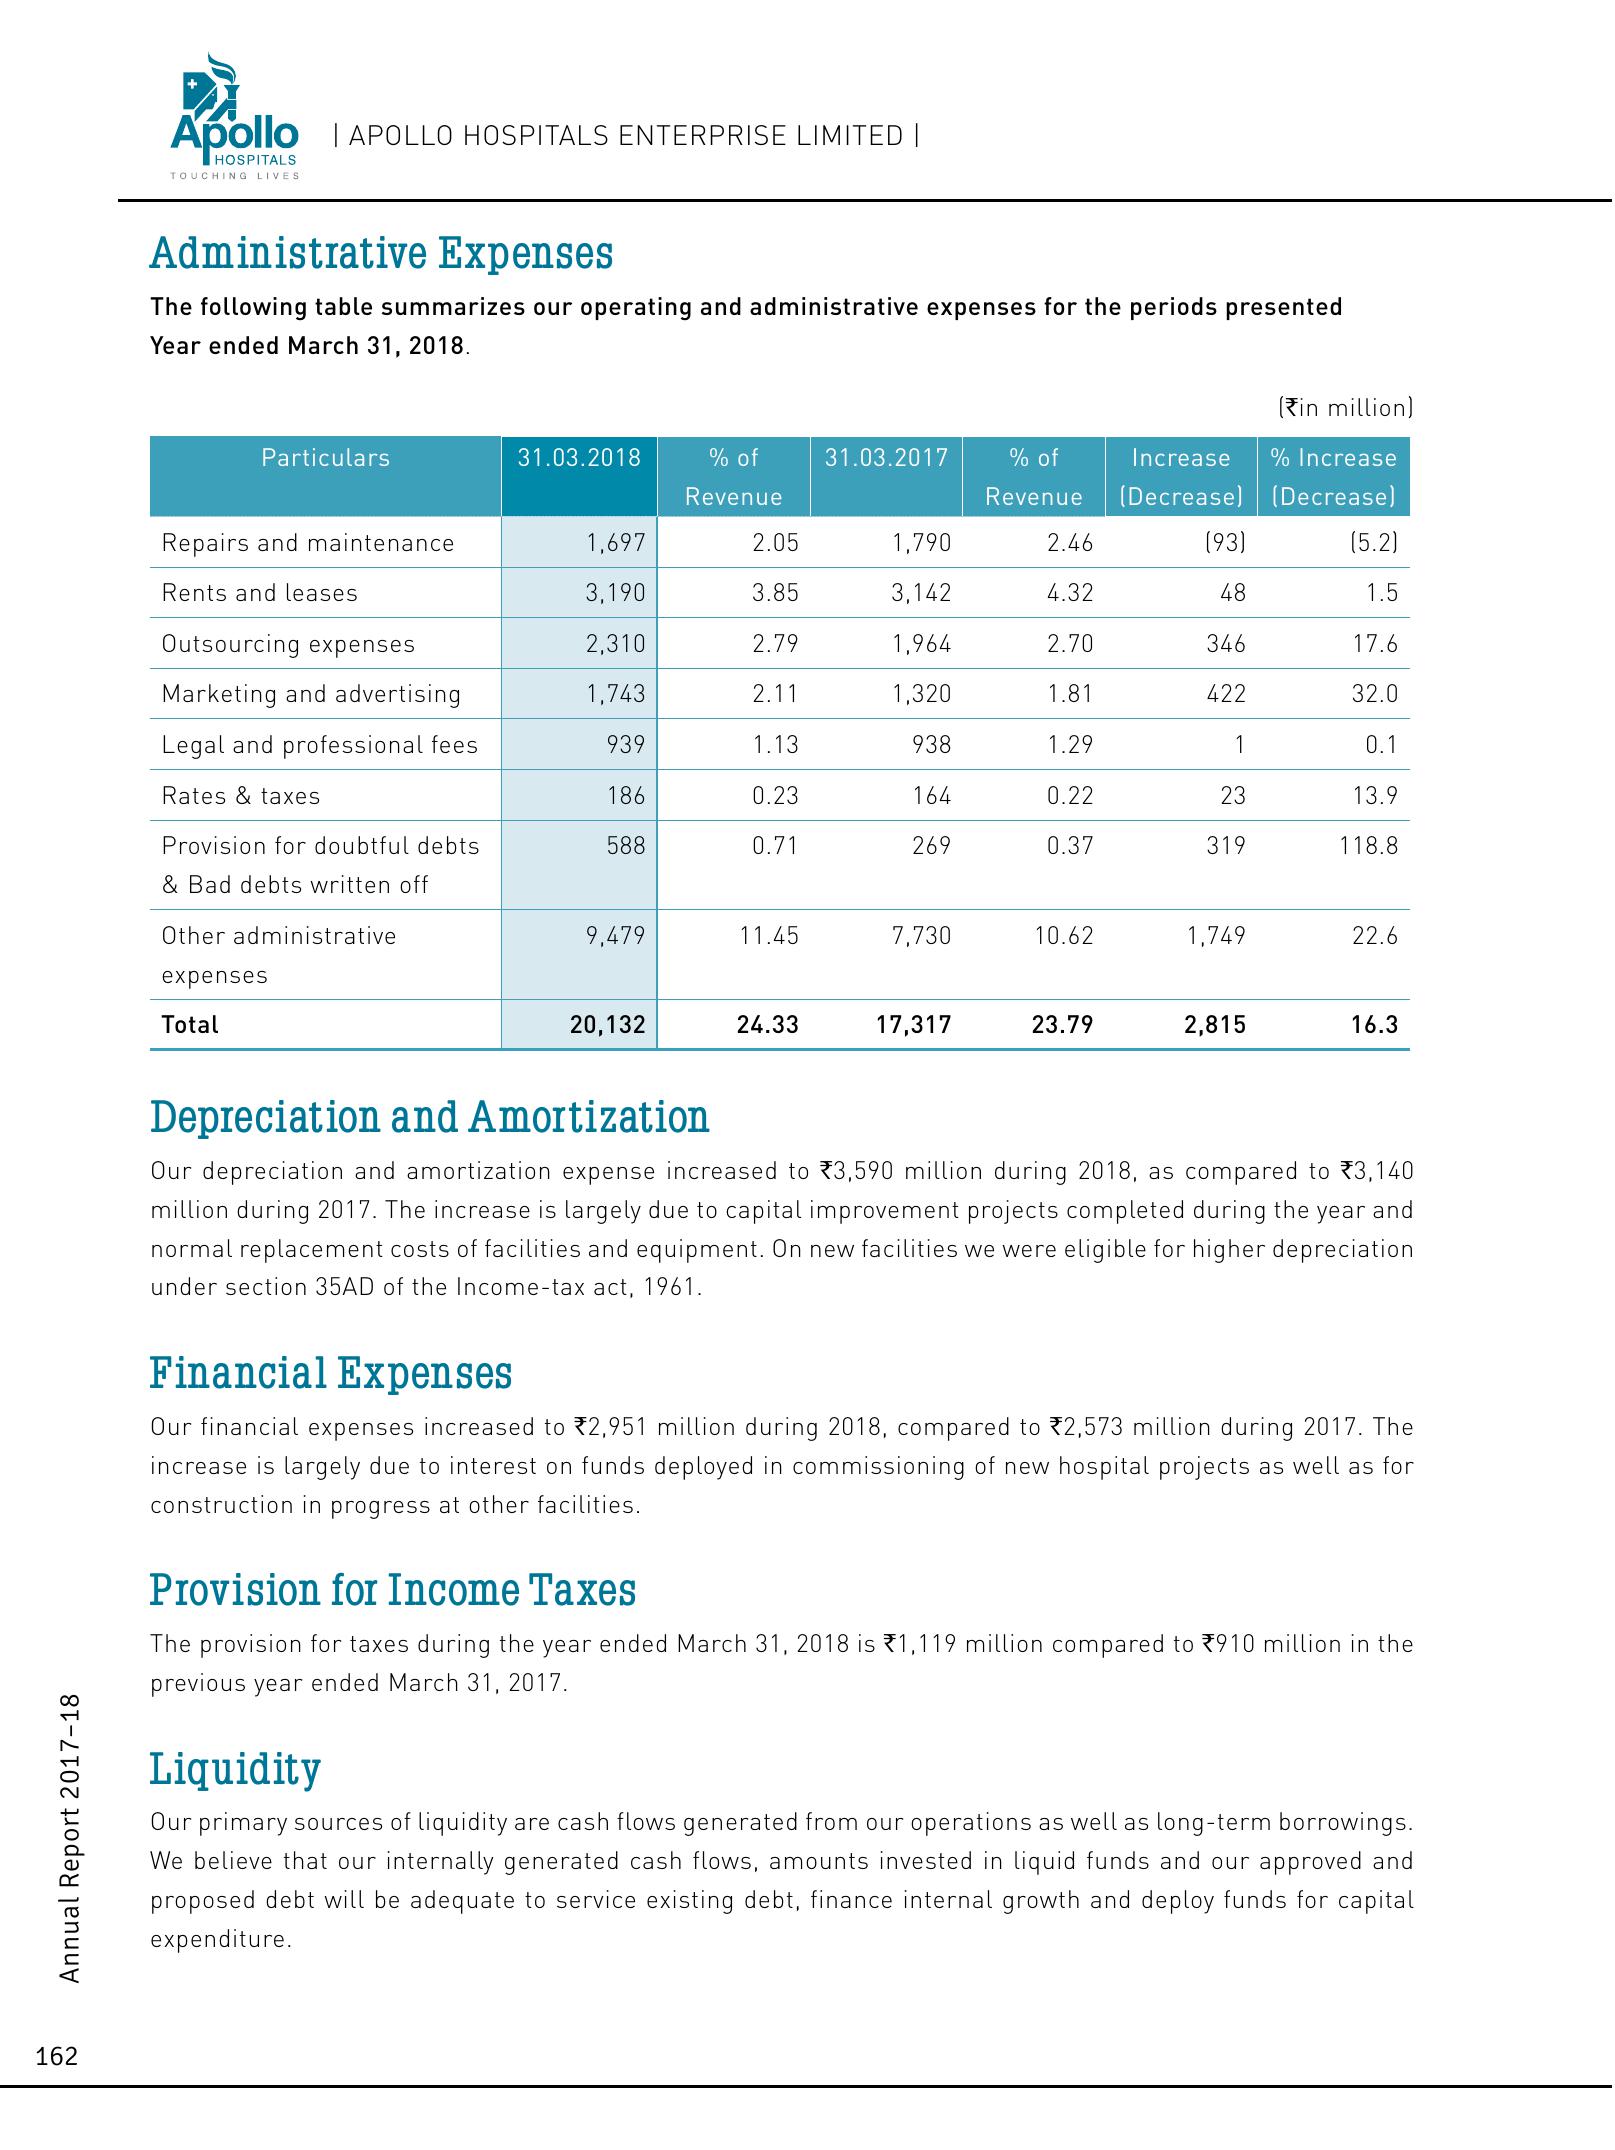 Apollo
HOSPITALS
TOUCHING LIVES
| APOLLO HOSPITALS ENTERPRISE LIMITED |
Administrative Expenses
The following table summarizes our operating and administrative expenses for the periods presented
Year ended March 31, 2018.
(₹in million)
Particulars 31.03.2018 % of Revenue 31.03.2017 % of Revenue Increase (Decrease) % Increase (Decrease)
Repairs and maintenance 1,697 2.05 1,790 2.46 (93) (5.2)
Rents and leases 3,190 3.85 3,142 4.32 48 1.5
Outsourcing expenses 2,310 2.79 1,964 2.70 346 17.6
Marketing and advertising 1,743 2.11 1,320 1.81 422 32.0
Legal and professional fees 939 1.13 938 1.29 1 0.1
Rates & taxes 186 0.23 164 0.22 23 13.9
Provision for doubtful debts 588 0.71 269 0.37 319 118.8
& Bad debts written off
Other administrative 9,479 11.45 7,730 10.62 1,749 22.6
expenses
Total 20,132 24.33 17,317 23.79 2,815 16.3
Depreciation and Amortization
Our depreciation and amortization expense increased to ₹3,590 million during 2018, as compared to ₹3,140
million during 2017. The increase is largely due to capital improvement projects completed during the year and
normal replacement costs of facilities and equipment. On new facilities we were eligible for higher depreciation
under section 35AD of the Income-tax act, 1961.
Financial Expenses
Our financial expenses increased to ₹2,951 million during 2018, compared to ₹2,573 million during 2017. The
increase is largely due to interest on funds deployed in commissioning of new hospital projects as well as for
construction in progress at other facilities.
Provision for Income Taxes
The provision for taxes during the year ended March 31, 2018 is ₹1,119 million compared to ₹910 million in the
previous year ended March 31, 2017.
Liquidity
Our primary sources of liquidity are cash flows generated from our operations as well as long-term borrowings.
We believe that our internally generated cash flows, amounts invested in liquid funds and our approved and
proposed debt will be adequate to service existing debt, finance internal growth and deploy funds for capital
expenditure.
Annual Report 2017–18
162